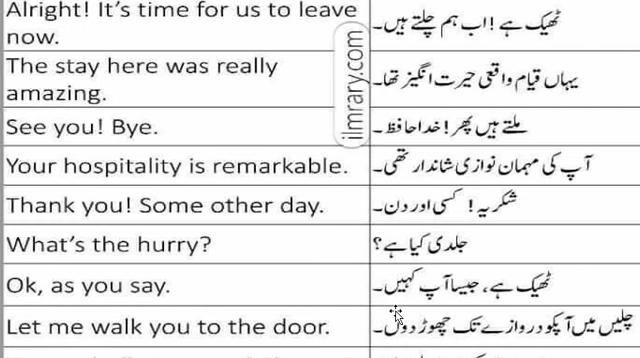 Alright! It's time for us to leave
now.
ٹھیک ہے! اب ہم چلتے ہیں۔
The stay here was really
amazing.
یہاں قیام واقعی حیرت انگیز تھا۔
See you! Bye.
ملتے ہیں پھر! خدا حافظ۔
Your hospitality is remarkable.
آپ کی مہمان نوازی شاندار تھی۔
Thank you! Some other day.
شکریہ! کسی اور دن۔
What's the hurry?
جلدی کیا ہے؟
Ok, as you say.
ٹھیک ہے، جیسا آپ کہیں۔
Let me walk you to the door.
چلیں میں آپکو دروازے تک چھوڑ دوں۔
ilmrary.com